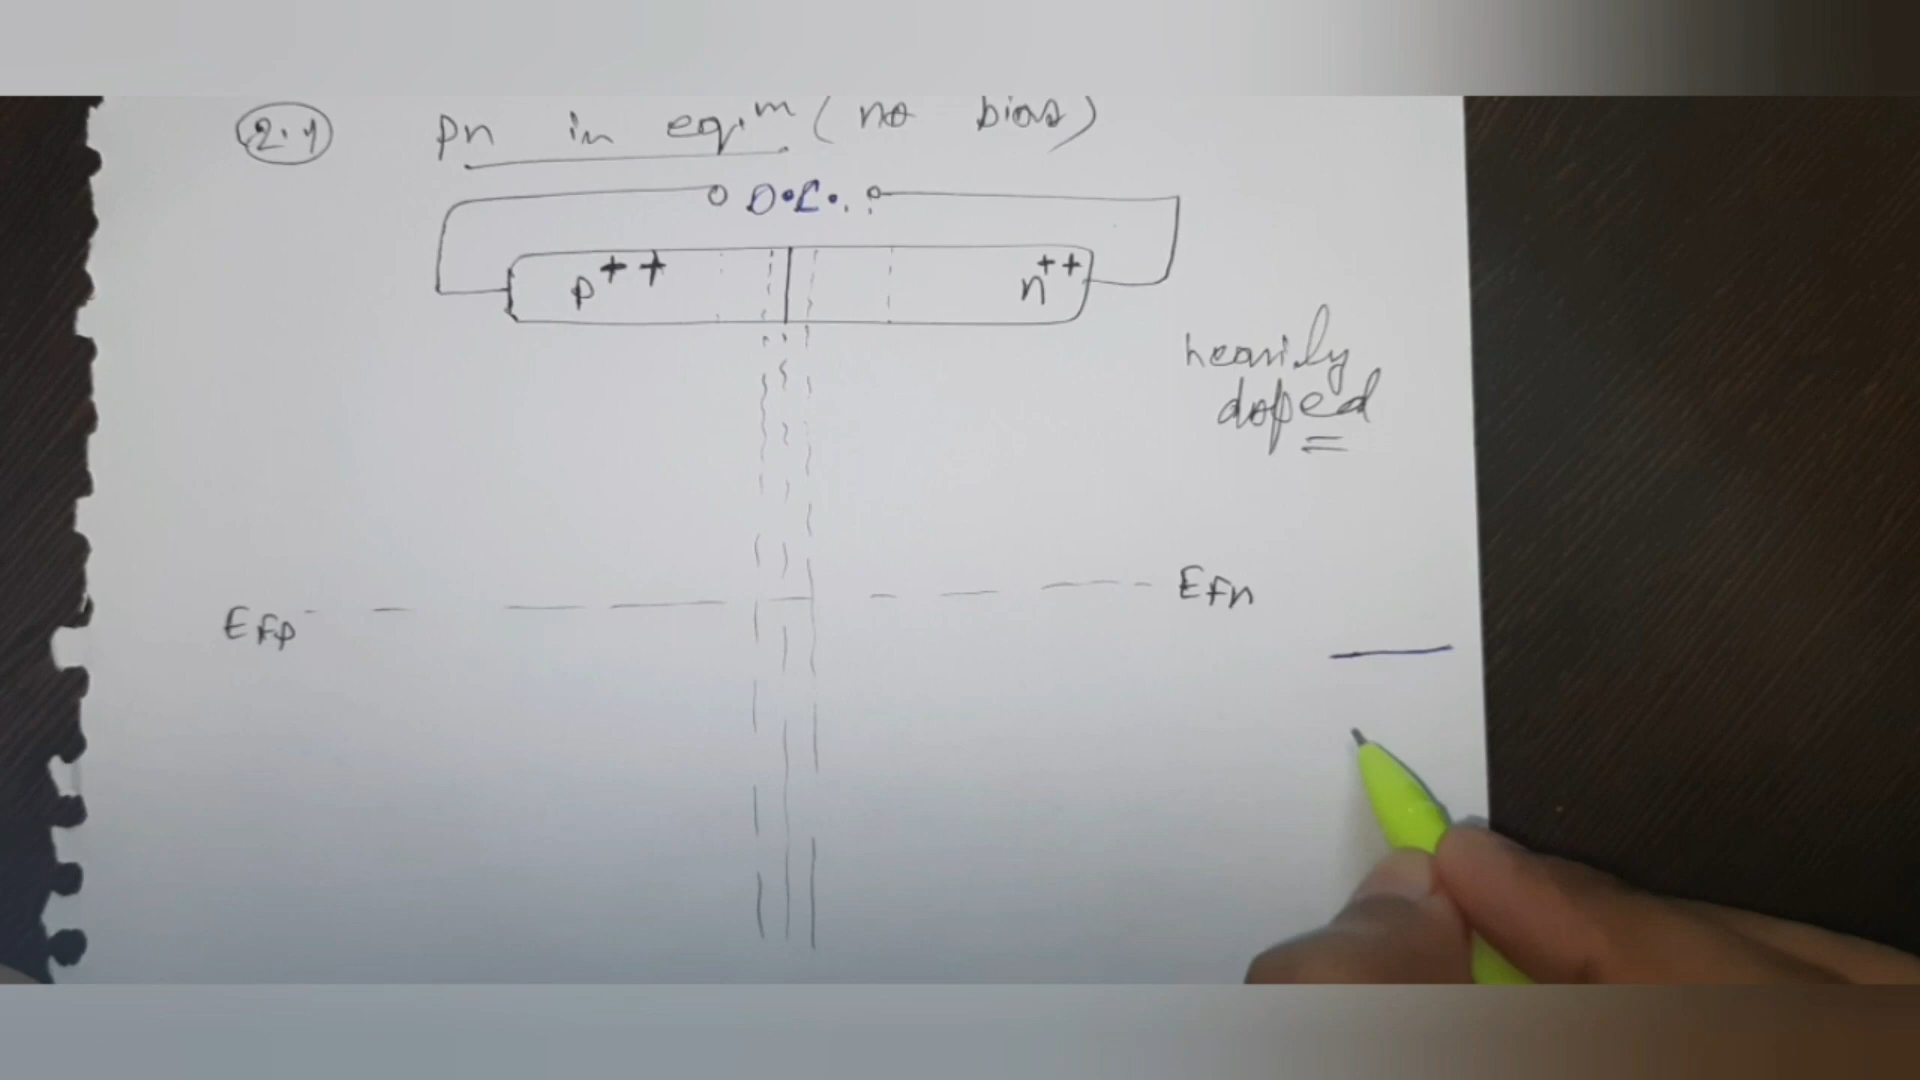 2.1 pn in eqᵐ (no bias)
O.C.
p⁺⁺ n⁺⁺
heavily
doped
EFn
EFp